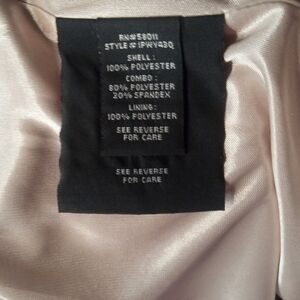 RN#58011
STYLE# 1PWY43Q
SHELL:
100% POLYESTER
COMBO:
80% POLYESTER
20% SPANDEX
LINING:
100% POLYESTER
SEE REVERSE
FOR CARE
SEE REVERSE
FOR CARE